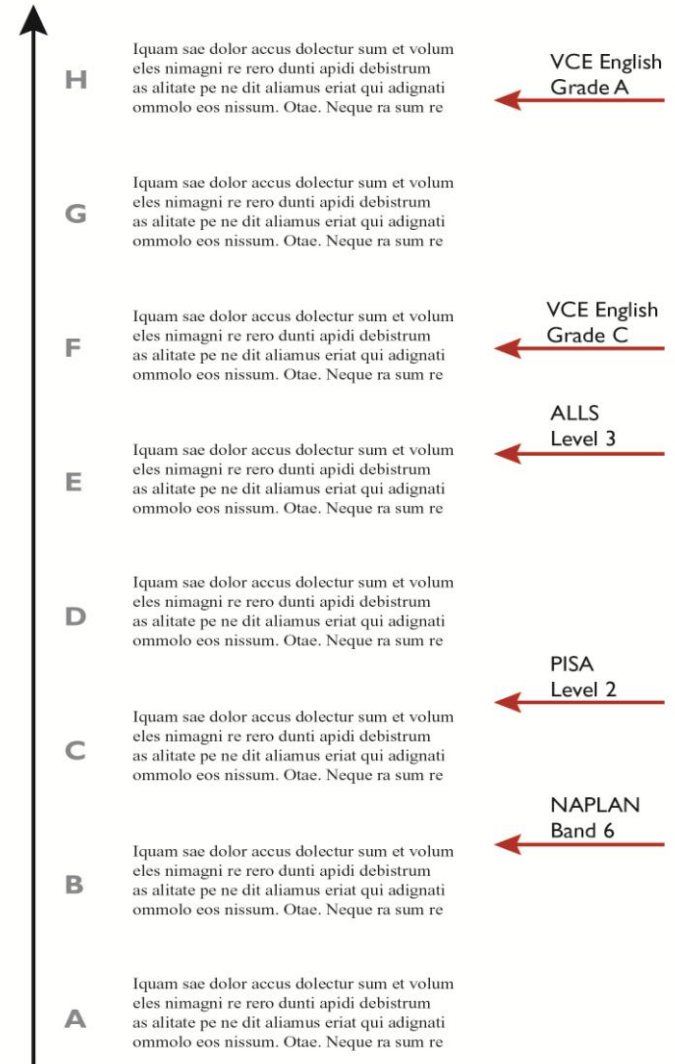 H
Iquam sae dolor accus dolectur sum et volum
eles nimagni re rero dunti apidi debistrum
as alitate pe ne dit aliamus eriat qui adignati
ommolo eos nissum. Otae. Neque ra sum re
VCE English
Grade A
G
Iquam sae dolor accus dolectur sum et volum
eles nimagni re rero dunti apidi debistrum
as alitate pe ne dit aliamus eriat qui adignati
ommolo eos nissum. Otae. Neque ra sum re
F
Iquam sae dolor accus dolectur sum et volum
eles nimagni re rero dunti apidi debistrum
as alitate pe ne dit aliamus eriat qui adignati
ommolo eos nissum. Otae. Neque ra sum re
VCE English
Grade C
ALLS
Level 3
E
Iquam sae dolor accus dolectur sum et volum
eles nimagni re rero dunti apidi debistrum
as alitate pe ne dit aliamus eriat qui adignati
ommolo eos nissum. Otae. Neque ra sum re
D
Iquam sae dolor accus dolectur sum et volum
eles nimagni re rero dunti apidi debistrum
as alitate pe ne dit aliamus eriat qui adignati
ommolo eos nissum. Otae. Neque ra sum re
PISA
Level 2
C
Iquam sae dolor accus dolectur sum et volum
eles nimagni re rero dunti apidi debistrum
as alitate pe ne dit aliamus eriat qui adignati
ommolo eos nissum. Otae. Neque ra sum re
NAPLAN
Band 6
B
Iquam sae dolor accus dolectur sum et volum
eles nimagni re rero dunti apidi debistrum
as alitate pe ne dit aliamus eriat qui adignati
ommolo eos nissum. Otae. Neque ra sum re
A
Iquam sae dolor accus dolectur sum et volum
eles nimagni re rero dunti apidi debistrum
as alitate pe ne dit aliamus eriat qui adignati
ommolo eos nissum. Otae. Neque ra sum re